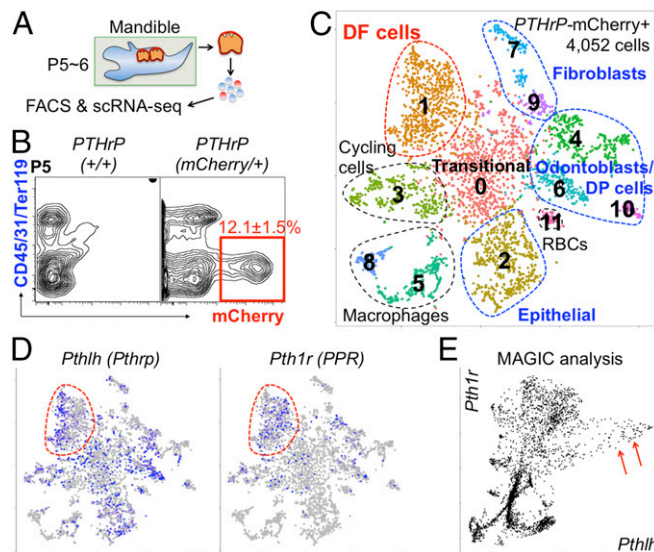 A
Mandible
P5~6
FACS & scRNA-seq
B
PTHrP
(+/+)
PTHrP
(mCherry/+)
P5
CD45/31/Ter119
12.1±1.5%
mCherry
C
DF cells
PTHrP-mCherry+
4,052 cells
7
Fibroblasts
1
9
4
Cycling
cells
Transitional
Odontoblasts/
DP cells
3
0
6
10
11
RBCs
8
5
2
Macrophages
Epithelial
D
Pthlh (Pthrp)
Pth1r (PPR)
E
MAGIC analysis
Pth1r
Pthlh